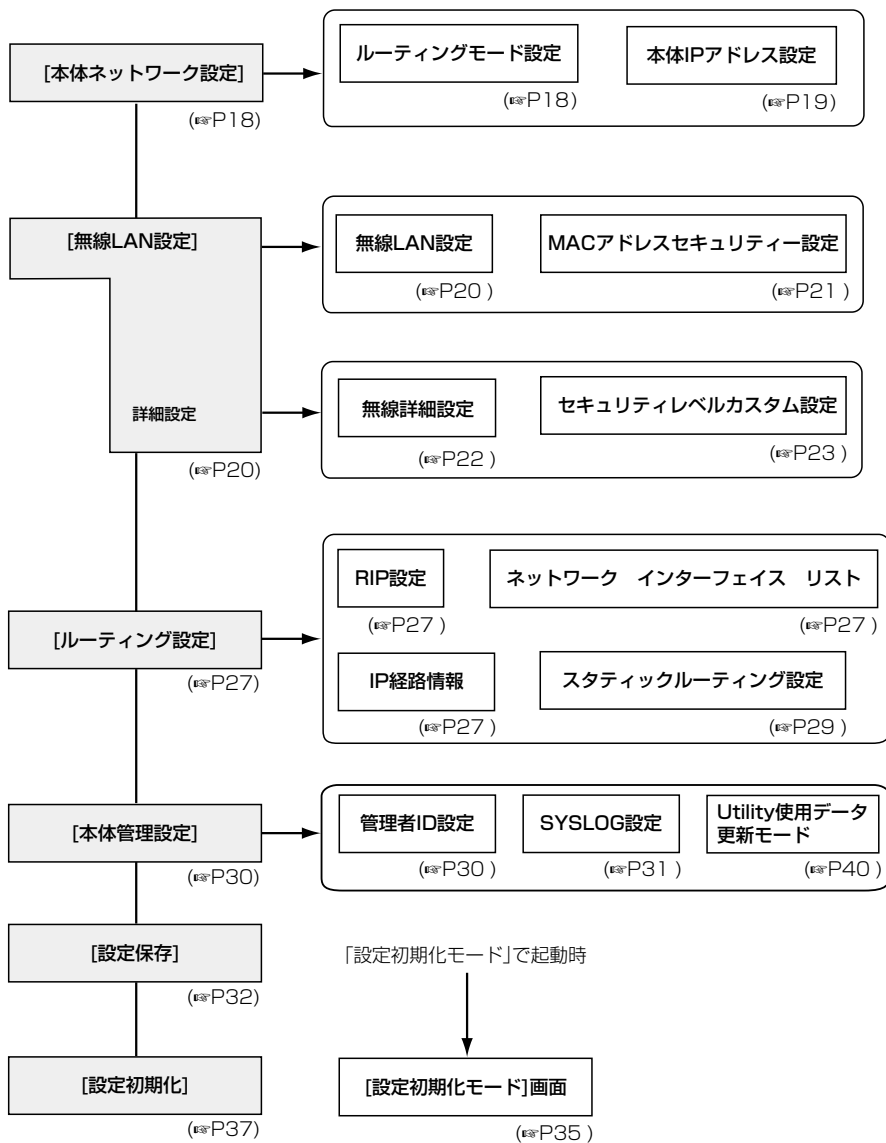 [本体ネットワーク設定]
(☞P18)
ルーティングモード設定
(☞P18)
本体IPアドレス設定
(☞P19)
[無線LAN設定]
無線LAN設定
(☞P20 )
MACアドレスセキュリティー設定
(☞P21 )
詳細設定
(☞P20)
無線詳細設定
(☞P22 )
セキュリティレベルカスタム設定
(☞P23 )
[ルーティング設定]
(☞P27)
RIP設定
(☞P27 )
ネットワーク　インターフェイス　リスト
(☞P27 )
IP経路情報
(☞P27 )
スタティックルーティング設定
(☞P29 )
[本体管理設定]
(☞P30)
管理者ID設定
(☞P30 )
SYSLOG設定
(☞P31 )
Utility使用データ
更新モード
(☞P40 )
[設定保存]
(☞P32)
「設定初期化モード」で起動時
[設定初期化]
(☞P37)
[設定初期化モード]画面
(☞P35 )